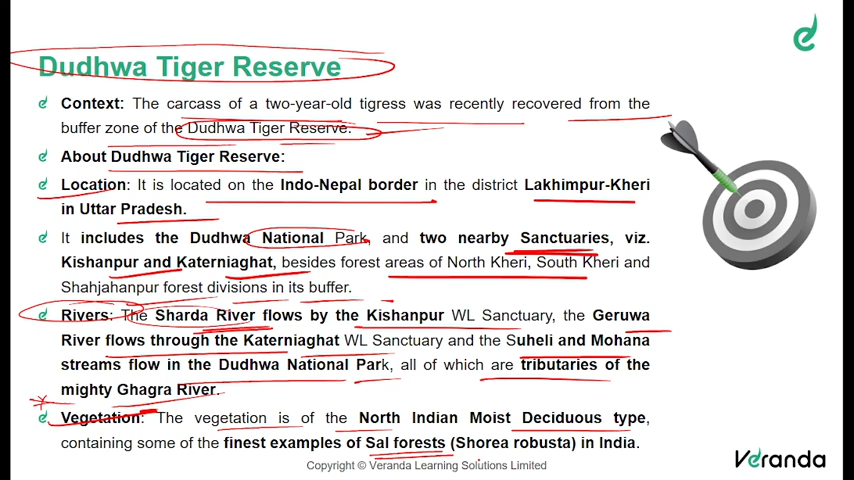 Dudhwa Tiger Reserve
Context: The carcass of a two-year-old tigress was recently recovered from the
buffer zone of the Dudhwa Tiger Reserve.
About Dudhwa Tiger Reserve:
Location: It is located on the Indo-Nepal border in the district Lakhimpur-Kheri
in Uttar Pradesh.
It includes the Dudhwa National Park, and two nearby Sanctuaries, viz.
Kishanpur and Katerniaghat, besides forest areas of North Kheri, South Kheri and
Shahjahanpur forest divisions in its buffer.
Rivers: The Sharda River flows by the Kishanpur WL Sanctuary, the Geruwa
River flows through the Katerniaghat WL Sanctuary and the Suheli and Mohana
streams flow in the Dudhwa National Park, all of which are tributaries of the
mighty Ghagra River.
Vegetation: The vegetation is of the North Indian Moist Deciduous type,
containing some of the finest examples of Sal forests (Shorea robusta) in India.
Copyright © Veranda Learning Solutions Limited
Veranda